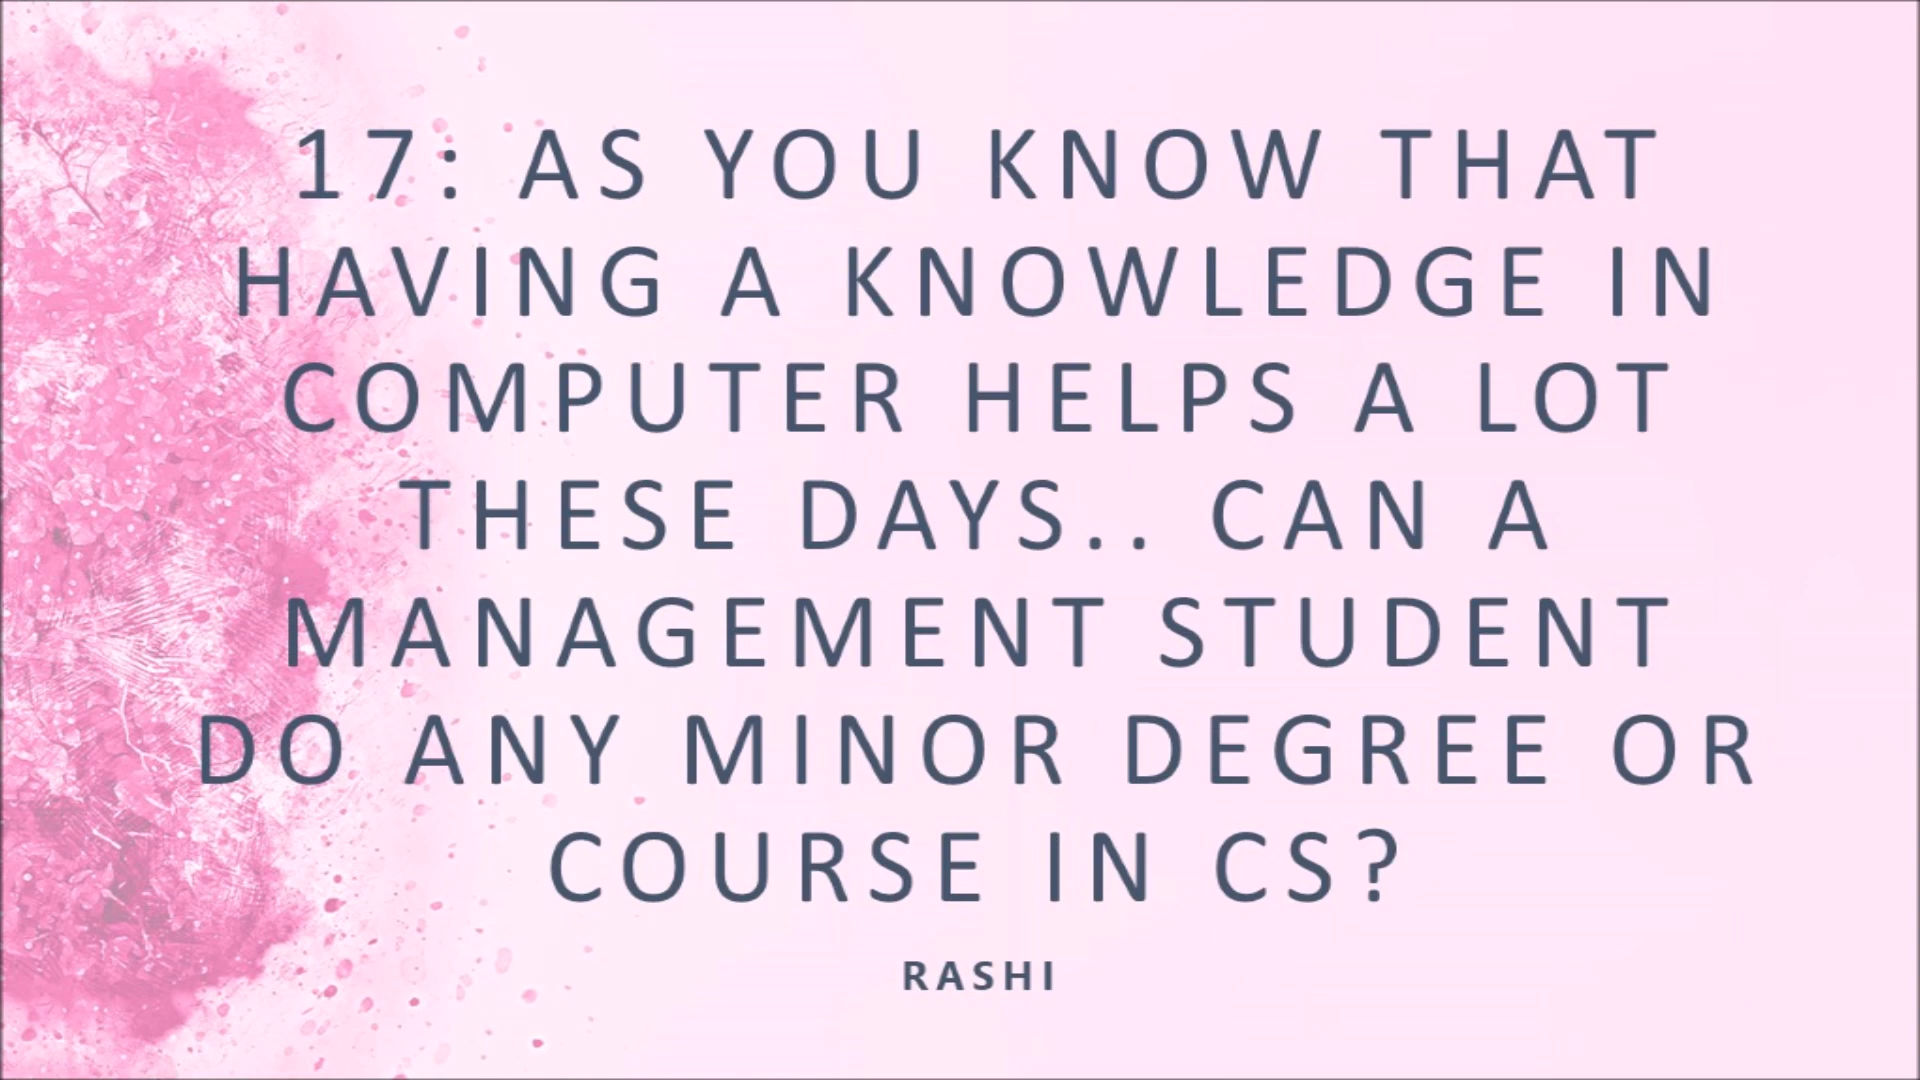 17: AS YOU KNOW THAT
HAVING A KNOWLEDGE IN
COMPUTER HELPS A LOT
THESE DAYS.. CAN A
MANAGEMENT STUDENT
DO ANY MINOR DEGREE OR
COURSE IN CS?
RASHI